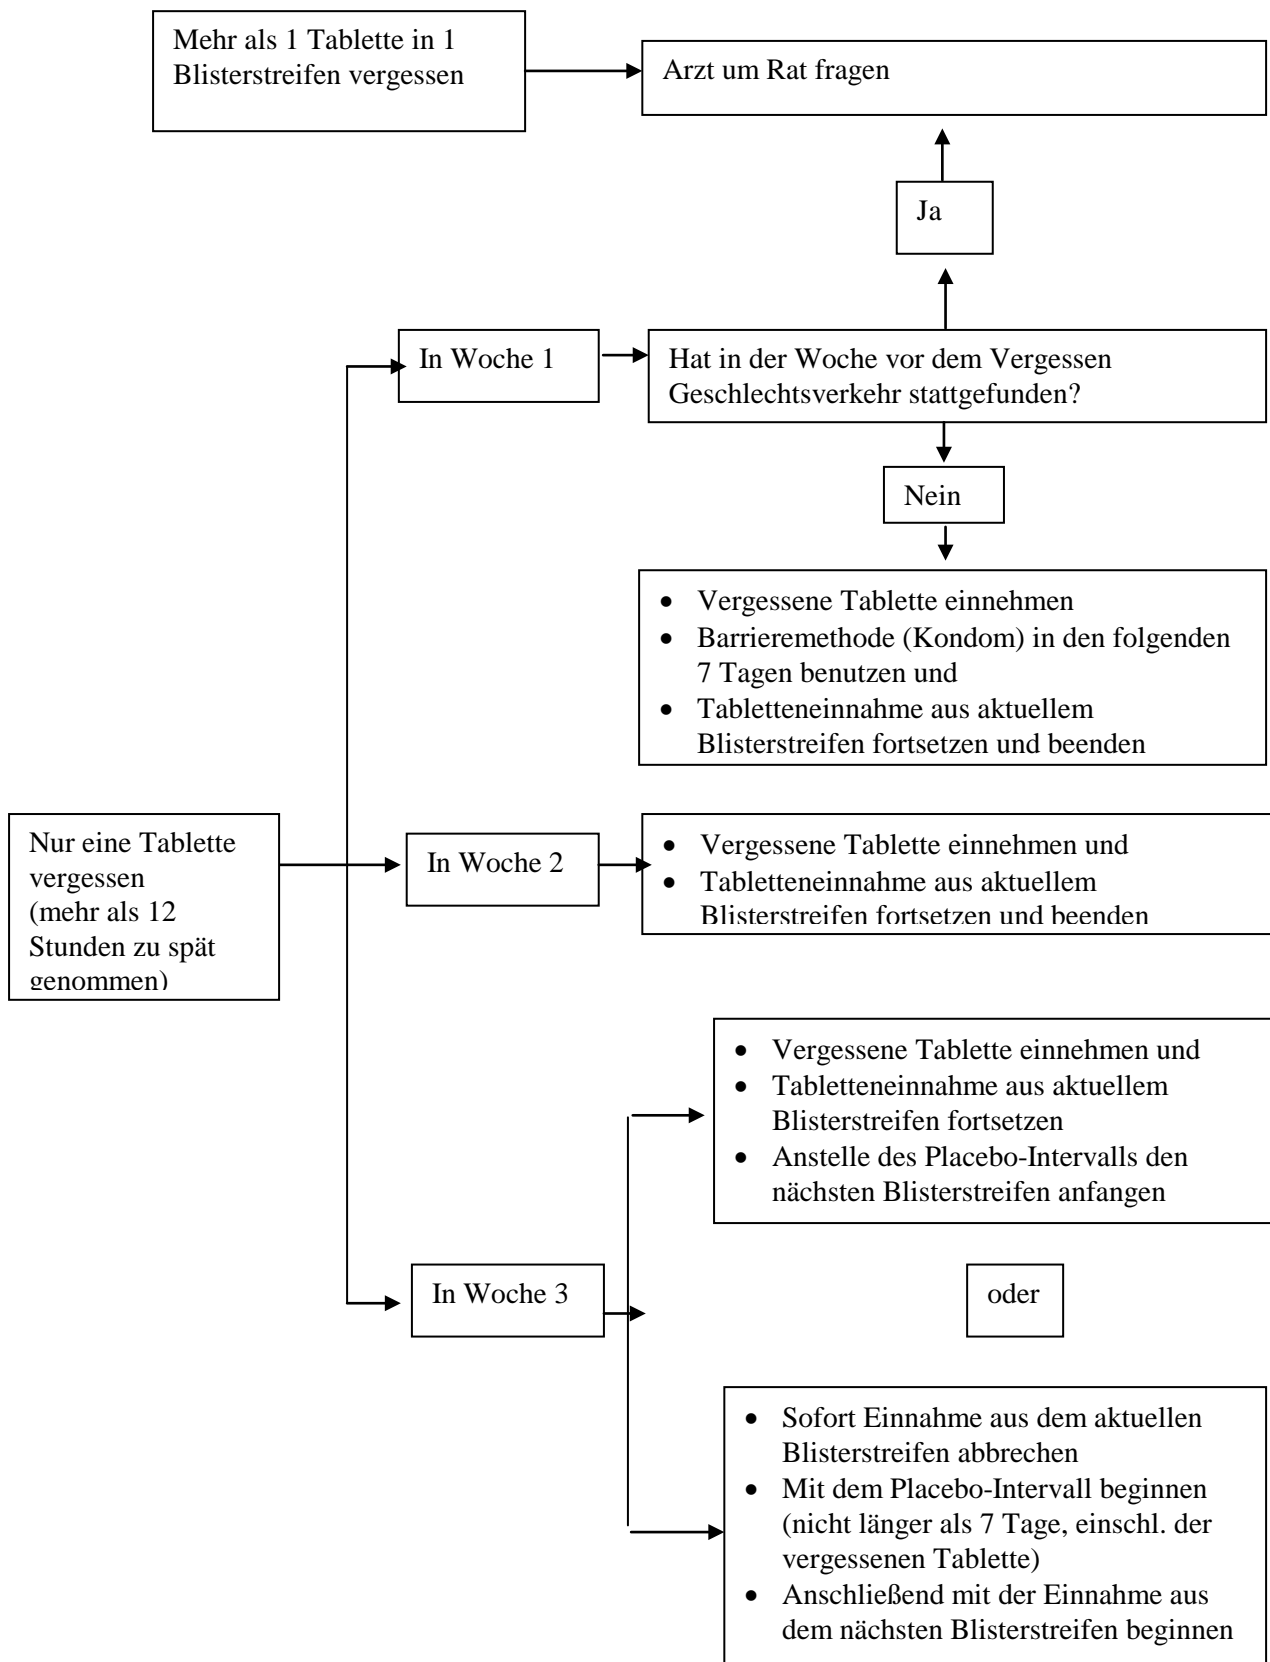 Mehr als 1 Tablette in 1
Blisterstreifen vergessen
Arzt um Rat fragen
Ja
In Woche 1
Hat in der Woche vor dem Vergessen
Geschlechtsverkehr stattgefunden?
Nein
• Vergessene Tablette einnehmen
• Barrieremethode (Kondom) in den folgenden
7 Tagen benutzen und
• Tabletteneinnahme aus aktuellem
Blisterstreifen fortsetzen und beenden
Nur eine Tablette
vergessen
(mehr als 12
Stunden zu spät
genommen)
In Woche 2
• Vergessene Tablette einnehmen und
• Tabletteneinnahme aus aktuellem
Blisterstreifen fortsetzen und beenden
• Vergessene Tablette einnehmen und
• Tabletteneinnahme aus aktuellem
Blisterstreifen fortsetzen
• Anstelle des Placebo-Intervalls den
nächsten Blisterstreifen anfangen
In Woche 3
oder
• Sofort Einnahme aus dem aktuellen
Blisterstreifen abbrechen
• Mit dem Placebo-Intervall beginnen
(nicht länger als 7 Tage, einschl. der
vergessenen Tablette)
• Anschließend mit der Einnahme aus
dem nächsten Blisterstreifen beginnen